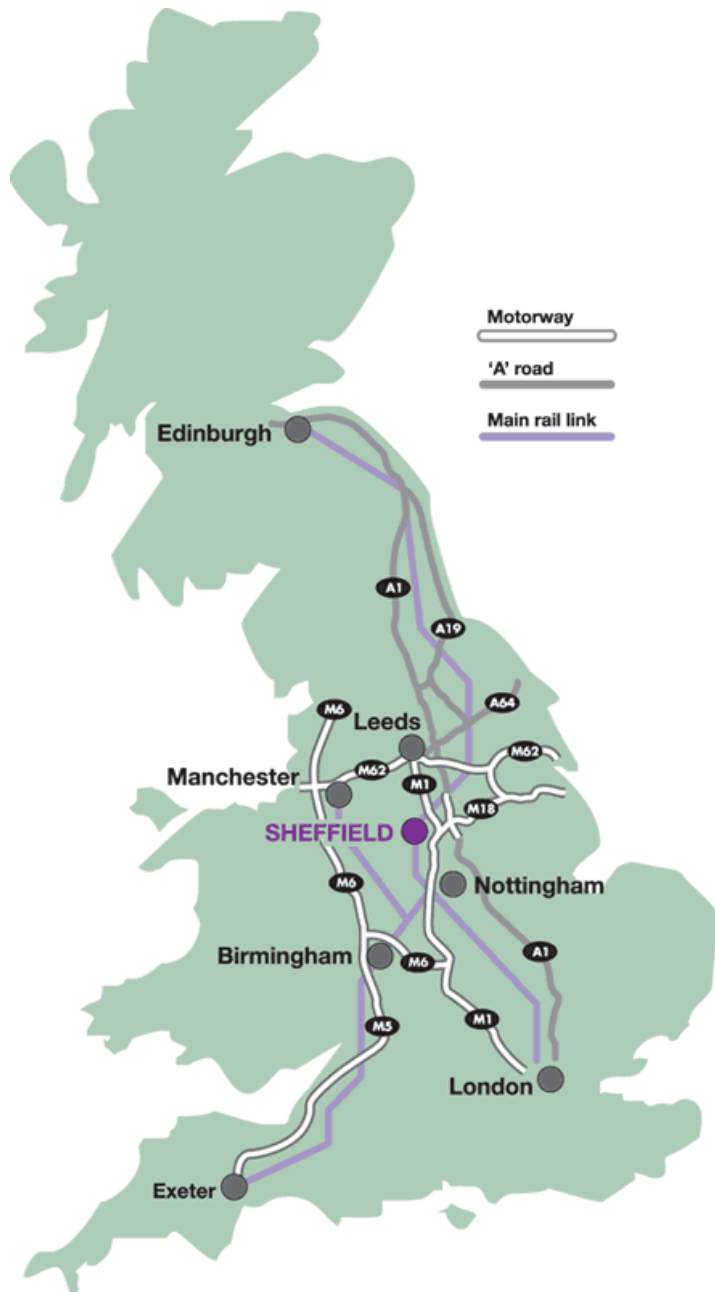 Motorway
'A' road
Main rail link
Edinburgh
A1
A19
A64
M6
Leeds
M62
M62
Manchester
M1
M18
SHEFFIELD
M6
Nottingham
Birmingham
M6
A1
M5
M1
London
Exeter